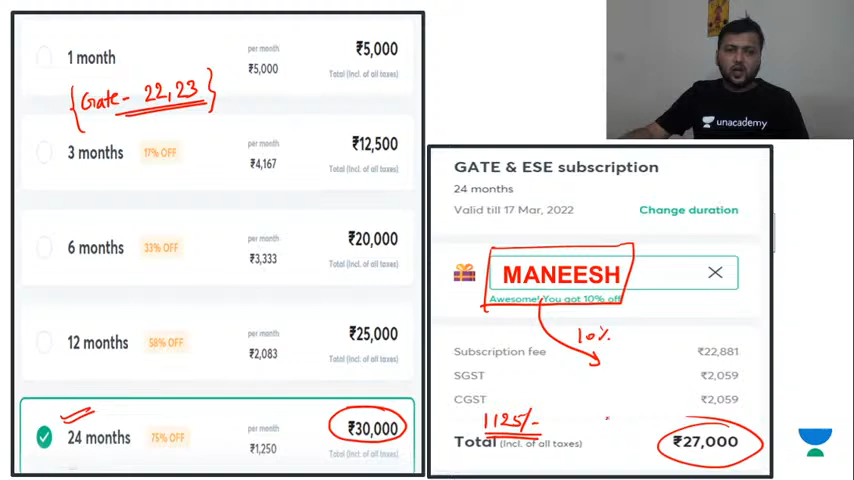 1 month
per month
₹5,000
₹5,000
Total (Incl. of all taxes)
{Gate - 22, 23}
3 months
17% OFF
per month
₹4,167
₹12,500
Total (Incl. of all taxes)
6 months
33% OFF
per month
₹3,333
₹20,000
Total (Incl. of all taxes)
12 months
58% OFF
per month
₹2,083
₹25,000
Total (Incl. of all taxes)
24 months
75% OFF
per month
₹1,250
₹30,000
Total (Incl. of all taxes)
unacademy
GATE & ESE subscription
24 months
Valid till 17 Mar, 2022
Change duration
MANEESH
Awesome! You got 10% off
10%
Subscription fee
₹22,881
SGST
₹2,059
CGST
₹2,059
1125/-
Total (Incl. of all taxes)
₹27,000